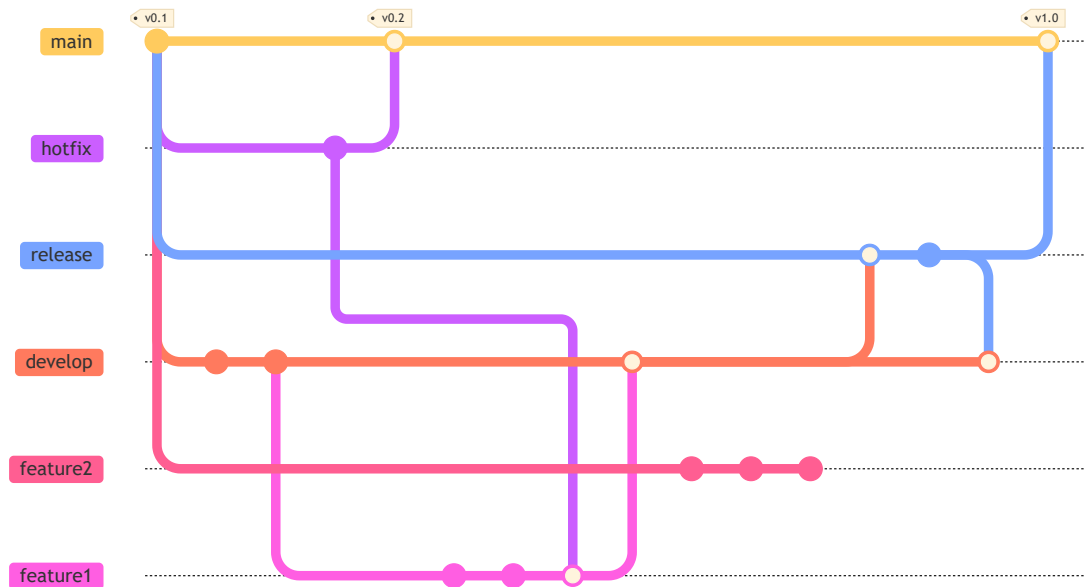 v0.1
v0.2
v1.0
main
hotfix
release
develop
feature2
feature1